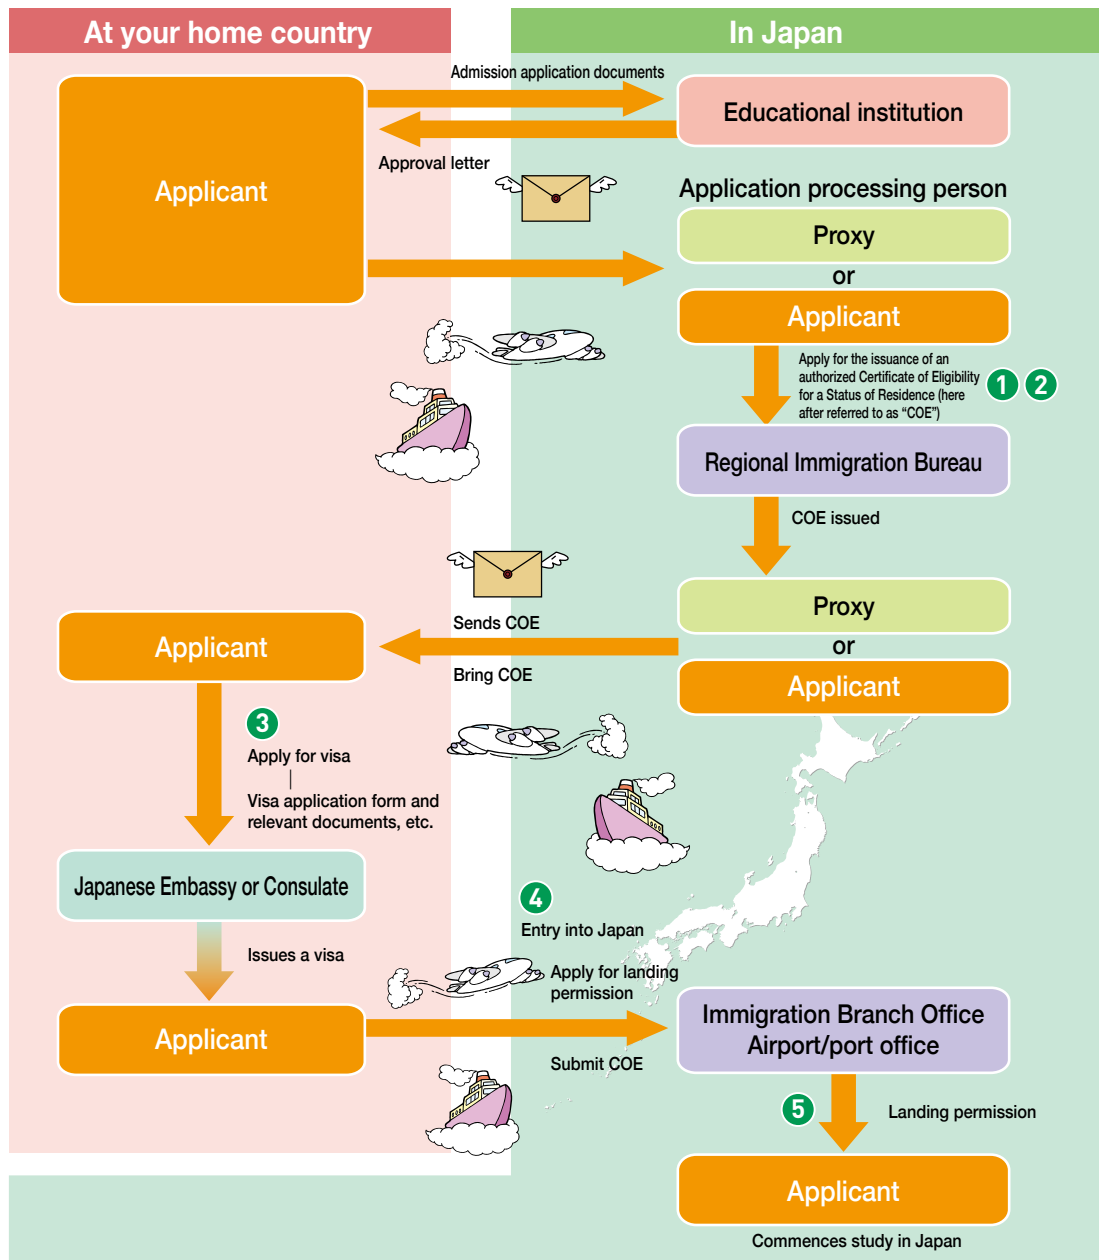 At your home country
In Japan
Admission application documents
Applicant
Educational institution
Approval letter
Application processing person
Proxy
or
Applicant
Apply for the issuance of an
authorized Certificate of Eligibility
for a Status of Residence (here
after referred to as “COE”)
1 2
Regional Immigration Bureau
COE issued
Proxy
or
Applicant
Sends COE
Bring COE
Applicant
3
Apply for visa
Visa application form and
relevant documents, etc.
Japanese Embassy or Consulate
Issues a visa
Applicant
4
Entry into Japan
Apply for landing
permission
Submit COE
Immigration Branch Office
Airport/port office
5
Landing permission
Applicant
Commences study in Japan